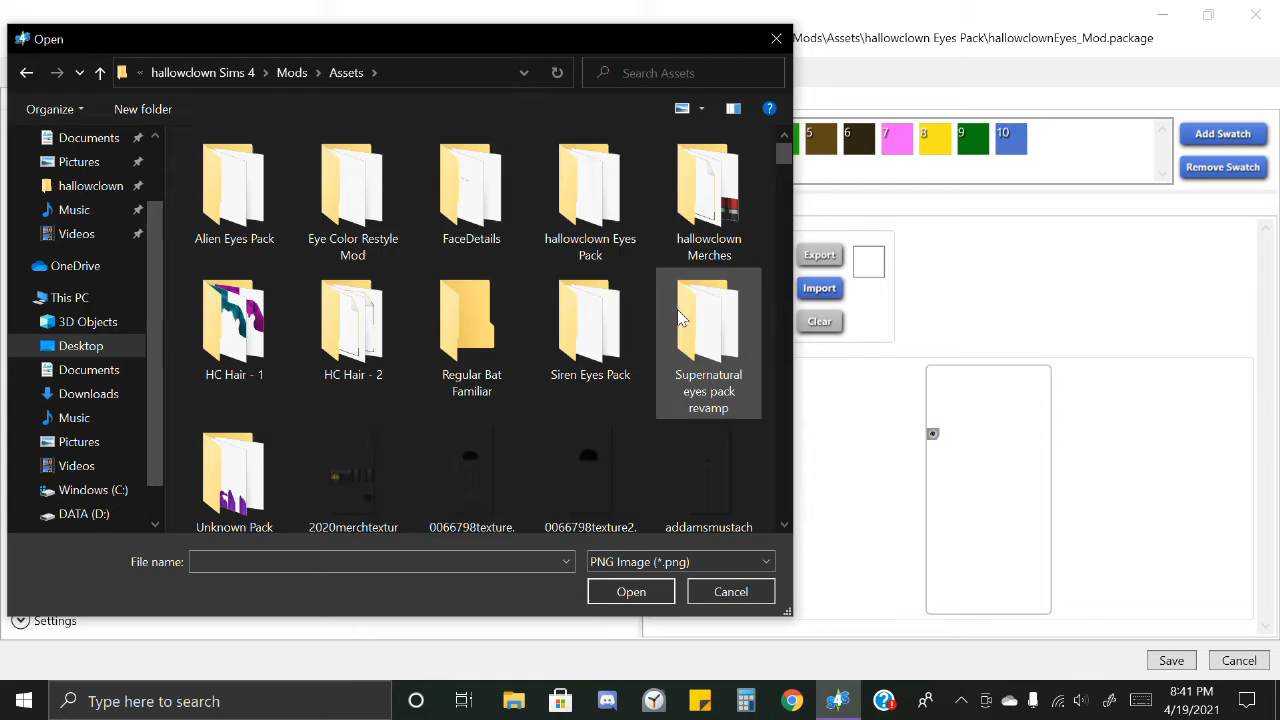 Open
Mods\Assets\hallowclown Eyes Pack\hallowclownEyes_Mod.package
« hallowclown Sims 4 > Mods > Assets >
Search Assets
Organize
New folder
5 6 7 8 9 10
Add Swatch
Remove Swatch
Documents
Pictures
hallowclown
Music
Videos
OneDrive
This PC
3D Objects
Desktop
Documents
Downloads
Music
Pictures
Videos
Windows (C:)
DATA (D:)
Alien Eyes Pack
Eye Color Restyle
Mod
FaceDetails
hallowclown Eyes
Pack
hallowclown
Merches
HC Hair - 1
HC Hair - 2
Regular Bat
Familiar
Siren Eyes Pack
Supernatural
eyes pack
revamp
Unknown Pack
2020merchtextur
0066798texture.
0066798texture2.
addamsmustach
Export
Import
Clear
File name:
PNG Image (*.png)
Open
Cancel
Settings
Save
Cancel
Type here to search
8:41 PM
4/19/2021